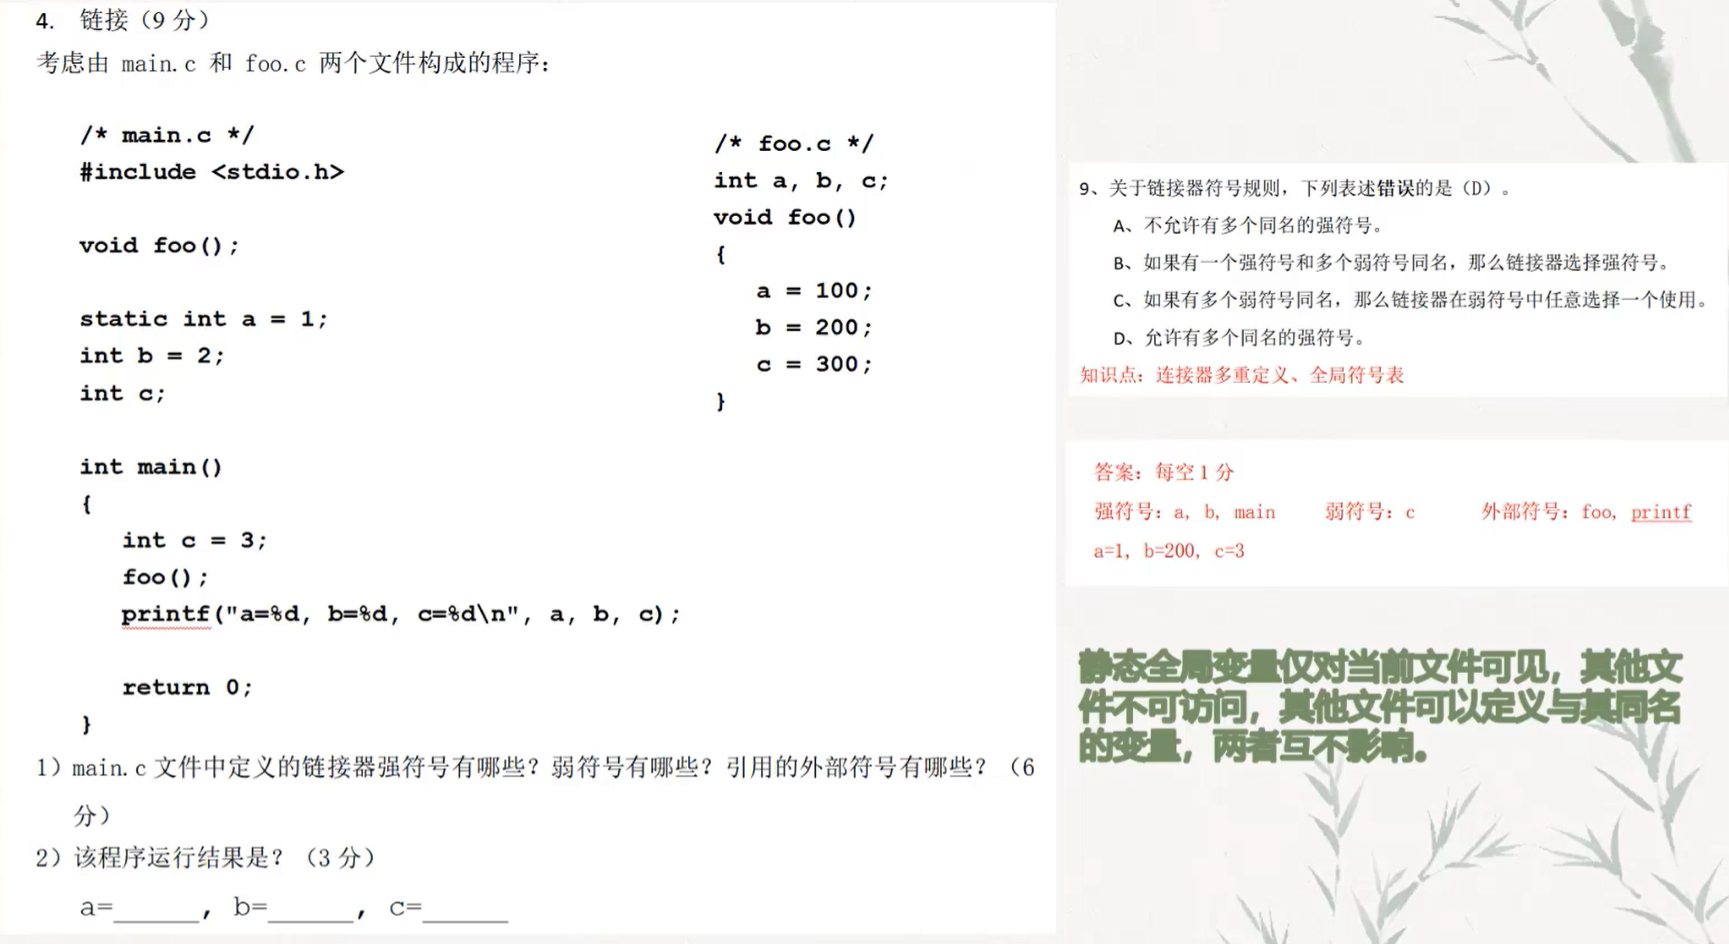 4. 链接（9 分）
考虑由 main.c 和 foo.c 两个文件构成的程序：
/* main.c */
#include <stdio.h>
void foo();
static int a = 1;
int b = 2;
int c;
int main()
{
int c = 3;
foo();
printf("a=%d, b=%d, c=%d\n", a, b, c);
return 0;
}
/* foo.c */
int a, b, c;
void foo()
{
a = 100;
b = 200;
c = 300;
}
1）main.c 文件中定义的链接器强符号有哪些？弱符号有哪些？引用的外部符号有哪些？（6
分）
2）该程序运行结果是？（3 分）
a=______, b=______, c=______
9、关于链接器符号规则，下列表述错误的是（D）。
A、不允许有多个同名的强符号。
B、如果有一个强符号和多个弱符号同名，那么链接器选择强符号。
C、如果有多个弱符号同名，那么链接器在弱符号中任意选择一个使用。
D、允许有多个同名的强符号。
知识点：连接器多重定义、全局符号表
答案：每空 1 分
强符号：a, b, main 弱符号：c 外部符号：foo, printf
a=1, b=200, c=3
静态全局变量仅对当前文件可见，其他文
件不可访问，其他文件可以定义与其同名
的变量，两者互不影响。